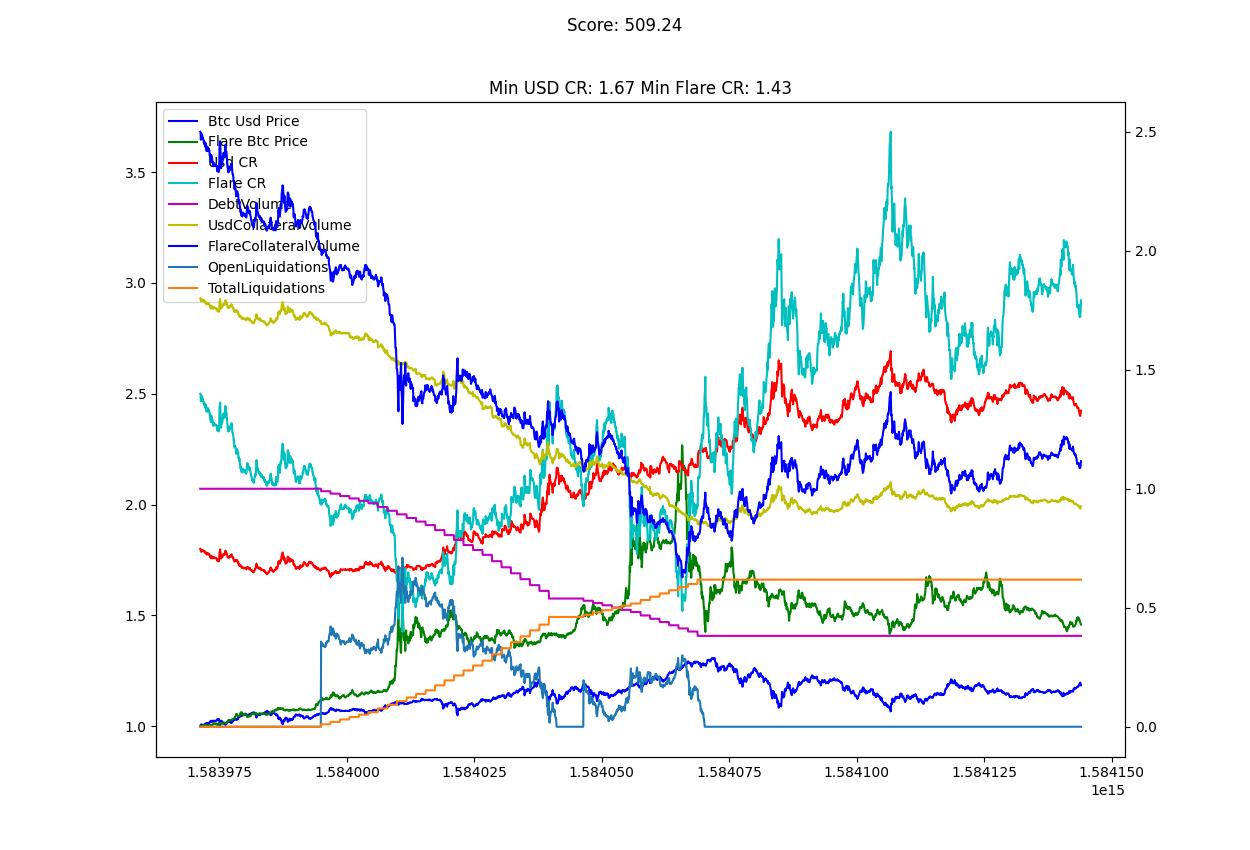 Score: 509.24
Min USD CR: 1.67 Min Flare CR: 1.43
Btc Usd Price
Flare Btc Price
Usd CR
Flare CR
DebtVolume
UsdCollateralVolume
FlareCollateralVolume
OpenLiquidations
TotalLiquidations
3.5
3.0
2.5
2.0
1.5
1.0
2.5
2.0
1.5
1.0
0.5
0.0
1.583975 1.584000 1.584025 1.584050 1.584075 1.584100 1.584125 1.584150
1e15